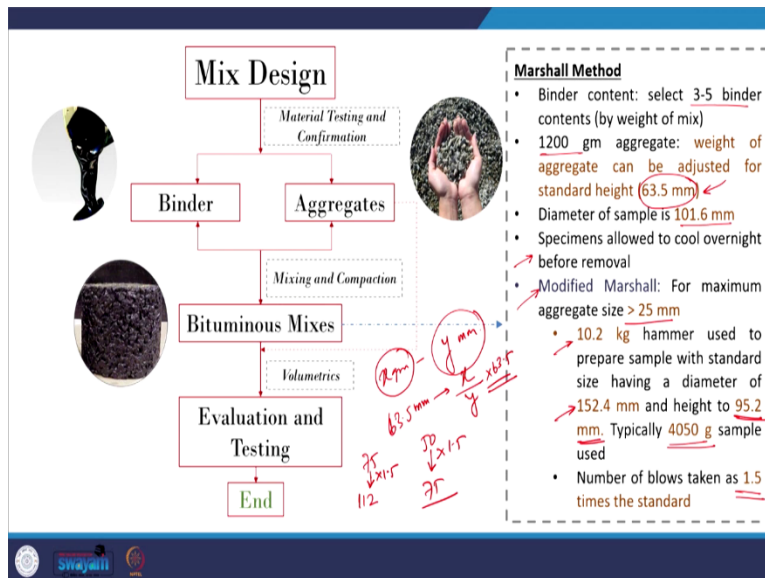 Mix Design
Material Testing and
Confirmation
Binder
Aggregates
Mixing and Compaction
Bituminous Mixes
Volumetrics
Evaluation and
Testing
End
x gm - y mm
63.5 mm → x/y ×63.5
75
↓×1.5
112
50
↓×1.5
75
Marshall Method
• Binder content: select 3-5 binder
contents (by weight of mix)
• 1200 gm aggregate: weight of
aggregate can be adjusted for
standard height (63.5 mm)
• Diameter of sample is 101.6 mm
• Specimens allowed to cool overnight
before removal
• Modified Marshall: For maximum
aggregate size > 25 mm
• 10.2 kg hammer used to
prepare sample with standard
size having a diameter of
152.4 mm and height to 95.2
mm. Typically 4050 g sample
used
• Number of blows taken as 1.5
times the standard
swayam